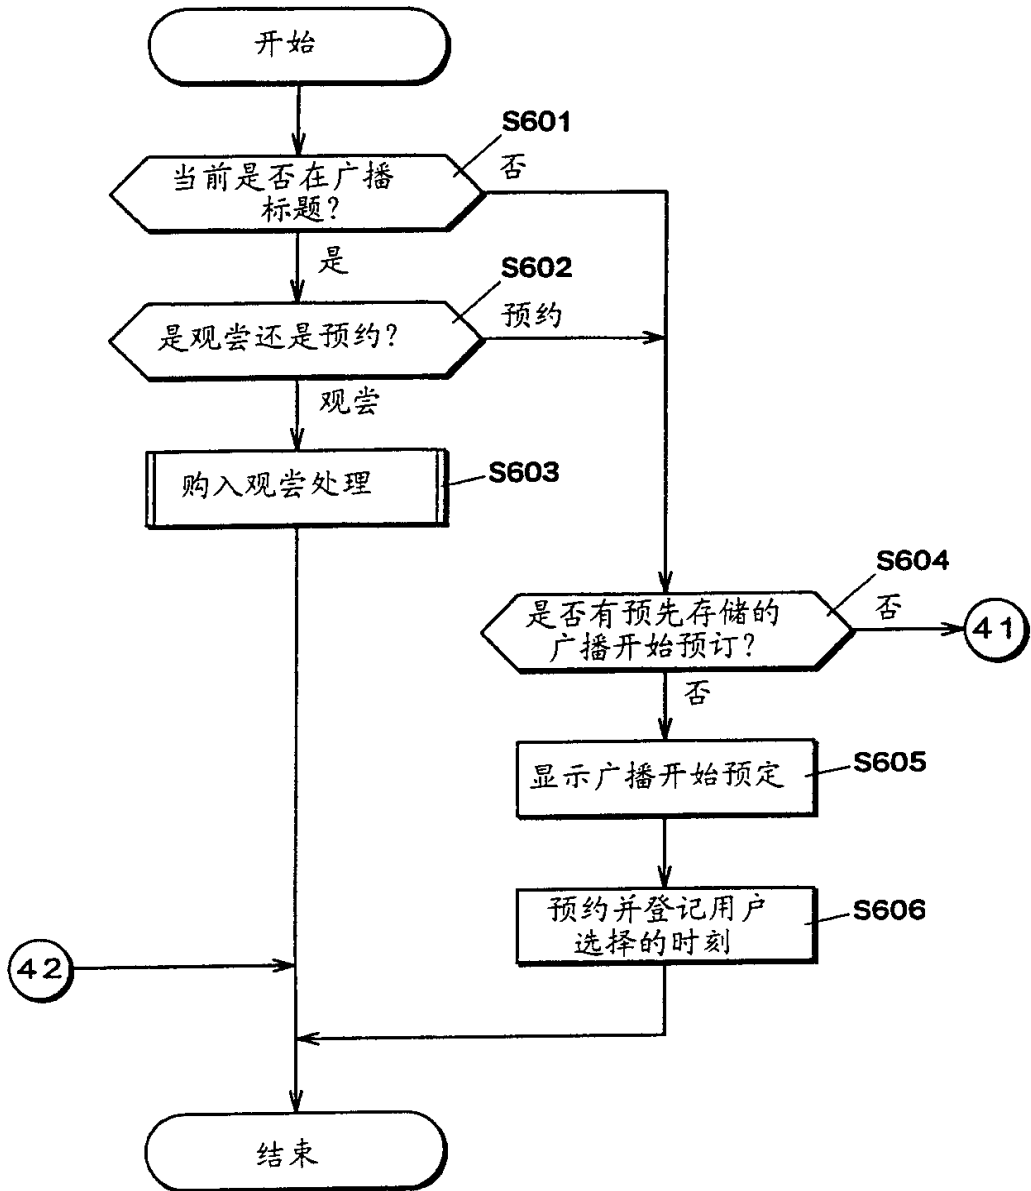 开始
S601
当前是否在广播
标题?
否
是
S602
是观尝还是预约?
预约
观尝
购入观尝处理
S603
S604
是否有预先存储的
广播开始预订?
否
41
否
显示广播开始预定
S605
预约并登记用户
选择的时刻
S606
42
结束